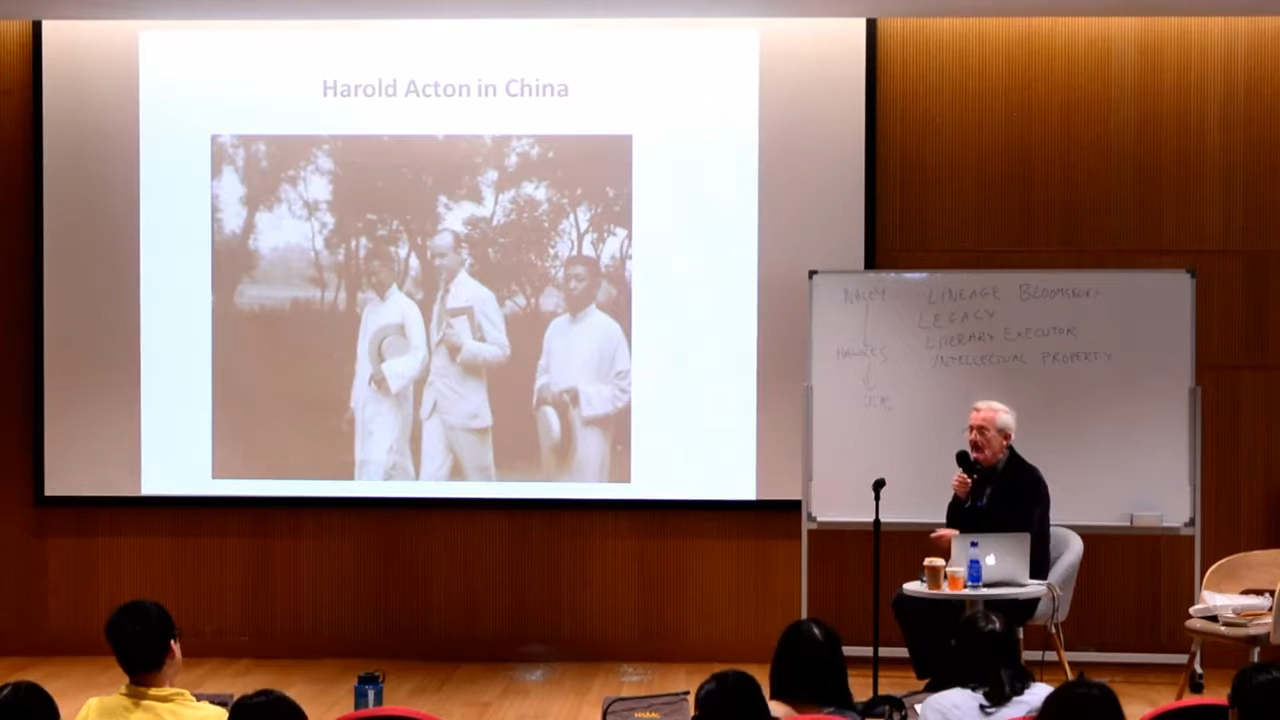 Harold Acton in China
LINEAGE BLOOMSBURY
LEGACY
LITERARY EXECUTOR
HAWKES
INTELLECTUAL PROPERTY